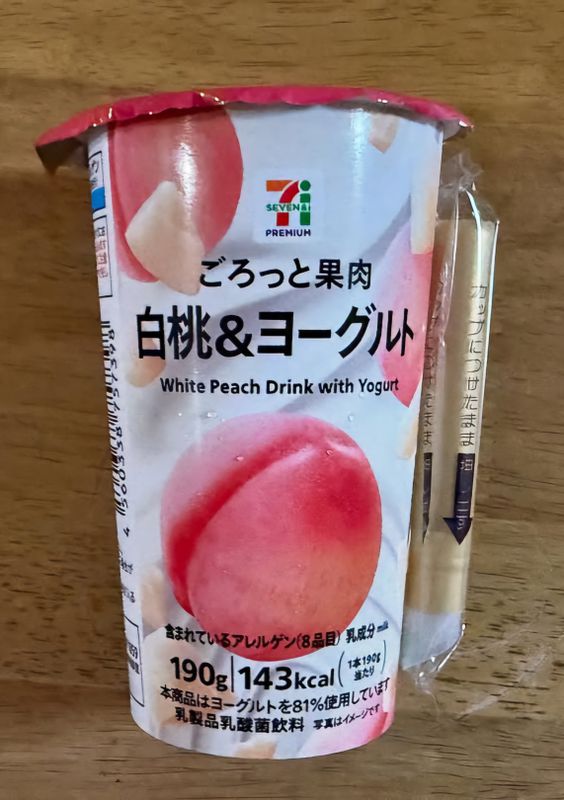 SEVEN&i
PREMIUM
ごろっと果肉
白桃&ヨーグルト
White Peach Drink with Yogurt
含まれているアレルゲン(8品目) 乳成分 milk
190g 143kcal (1本190g当たり)
本商品はヨーグルトを81%使用しています
乳製品乳酸菌飲料 写真はイメージです
カップにつけたまま